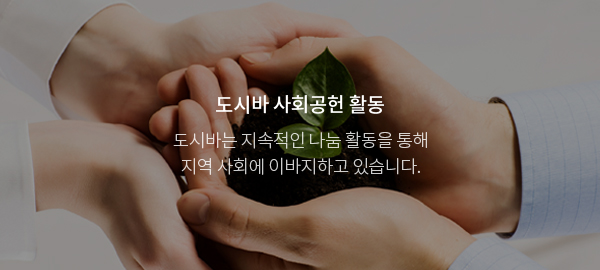 도시바 사회공헌 활동
도시바는 지속적인 나눔 활동을 통해
지역 사회에 이바지하고 있습니다.